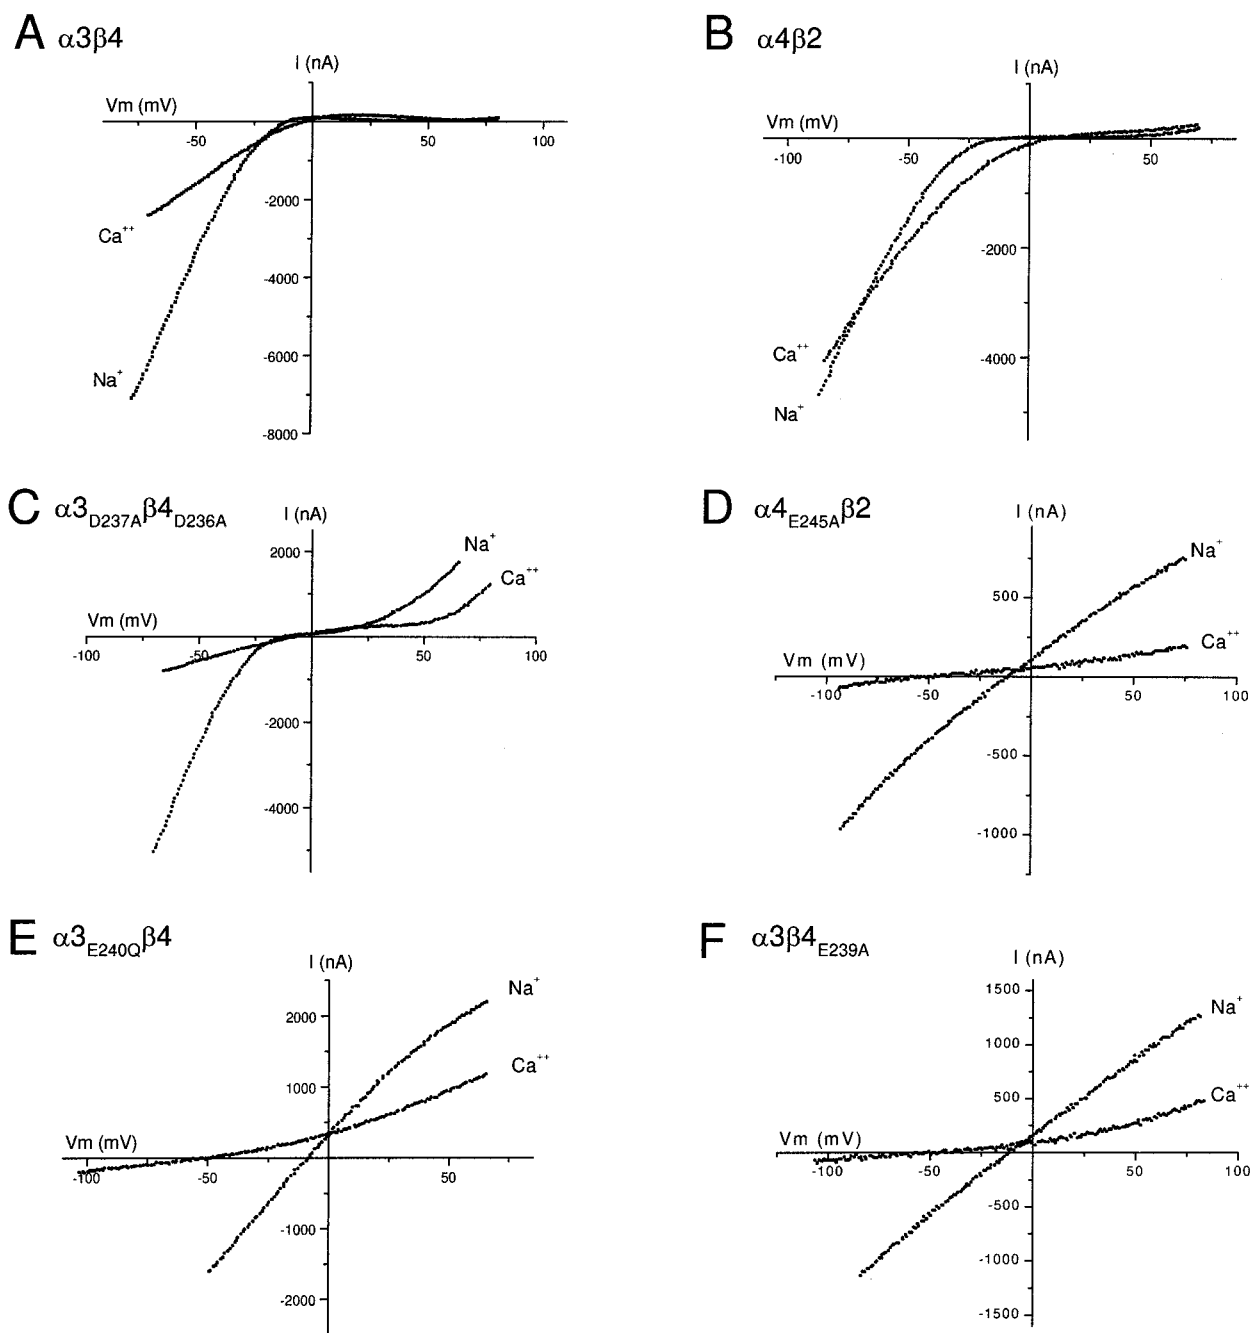 A α3β4
I (nA)
Vm (mV)
-50
50
100
-2000
-4000
-6000
-8000
Ca++
Na+
B α4β2
I (nA)
Vm (mV)
-100
-50
50
-2000
-4000
Ca++
Na+
C α3D237Aβ4D236A
I (nA)
2000
Na+
Ca++
Vm (mV)
-100
-50
50
100
-2000
-4000
D α4E245Aβ2
I (nA)
Na+
500
Ca++
Vm (mV)
-100
-50
50
100
-500
-1000
E α3E240Qβ4
I (nA)
Na+
2000
Ca++
1000
Vm (mV)
-100
-50
50
-1000
-2000
F α3β4E239A
I (nA)
1500
Na+
1000
Ca++
500
Vm (mV)
-100
-50
50
100
-500
-1000
-1500